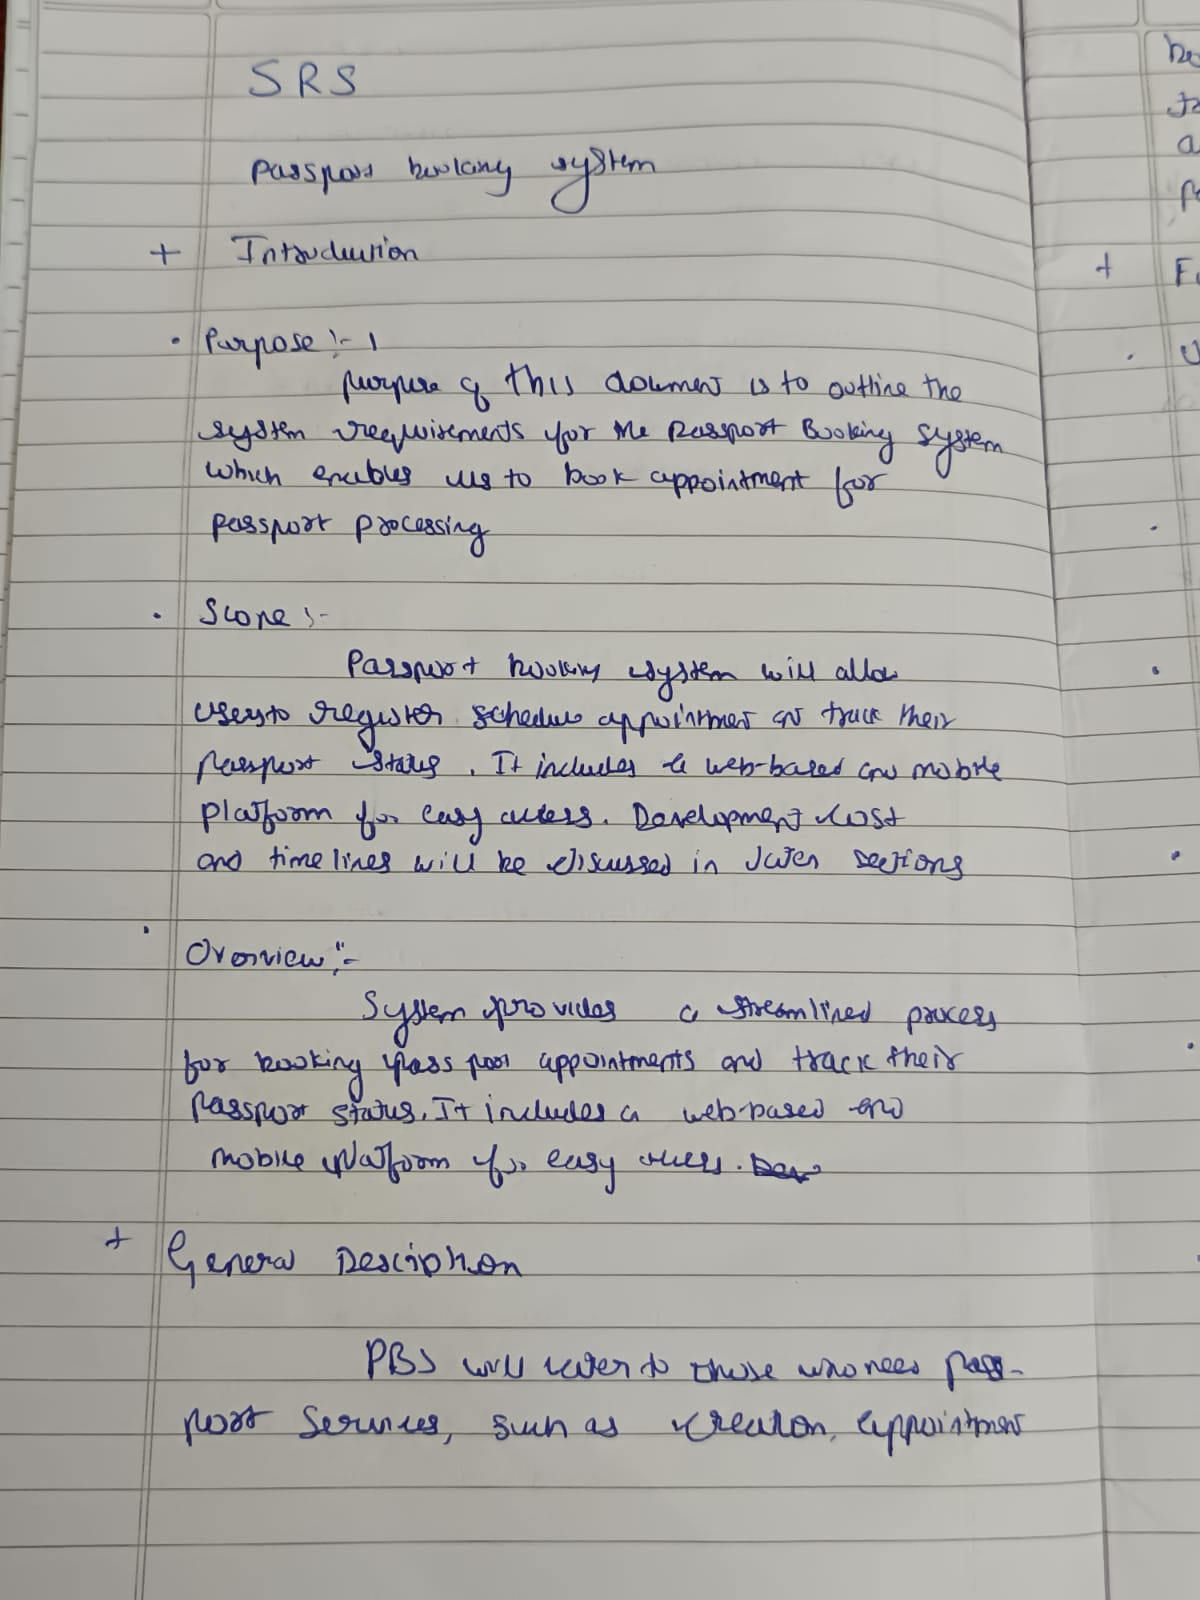 SRS
Passport booking system
+ Introduction
• Purpose :- 1
purpose of this document is to outline the
system requirements for the Passport Booking System
which enables us to book appointment for
passport processing
• Scope :-
Passport booking system will allow
users to register schedule appointment and track their
passport status. It includes a web-based and mobile
platform for easy access. Development cost
and timelines will be discussed in later sections
• Overview :-
System provides a streamlined process
for booking passport appointments and track their
passport status. It includes a web-based and
mobile platform for easy access. Dev
+ General Desciption
PBS will cater to those who need pass-
port services, such as creation, appointment
+